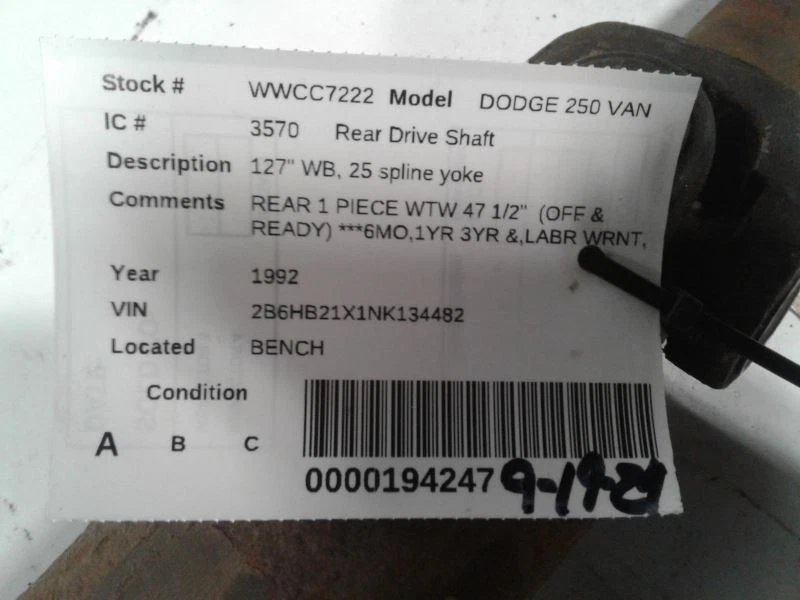 Stock # WWCC7222 Model DODGE 250 VAN
IC # 3570 Rear Drive Shaft
Description 127" WB, 25 spline yoke
Comments REAR 1 PIECE WTW 47 1/2" (OFF &
READY) ***6MO,1YR 3YR &,LABR WRNT,
Year 1992
VIN 2B6HB21X1NK134482
Located BENCH
Condition
A B C
0000194247 9-19-24